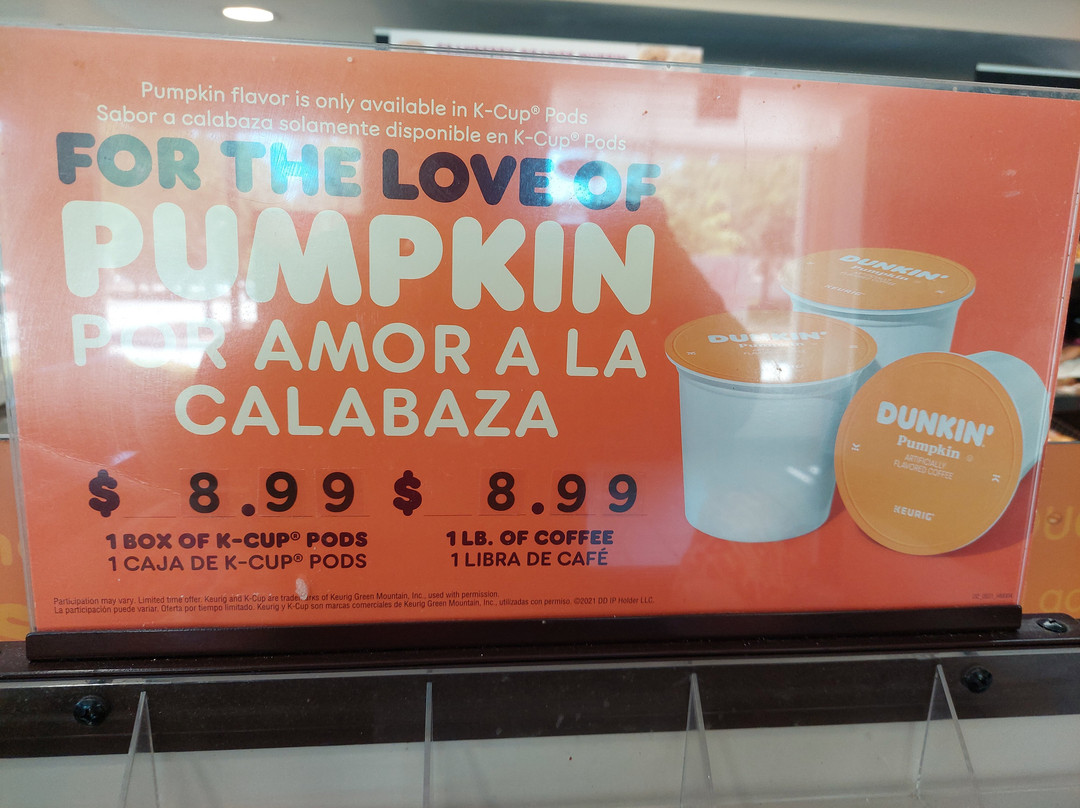 Pumpkin flavor is only available in K-Cup® Pods
Sabor a calabaza solamente disponible en K-Cup® Pods
FOR THE LOVE OF
PUMPKIN
POR AMOR A LA
CALABAZA
$ 8.99 $ 8.99
1 BOX OF K-CUP® PODS
1 CAJA DE K-CUP® PODS
1 LB. OF COFFEE
1 LIBRA DE CAFÉ
Participation may vary. Limited time offer. Keurig and K-Cup are trademarks of Keurig Green Mountain, Inc., used with permission.
La participación puede variar. Oferta por tiempo limitado. Keurig y K-Cup son marcas comerciales de Keurig Green Mountain, Inc., utilizadas con permiso. ©2021 DD IP Holder LLC.
DUNKIN'
Pumpkin
KEURIG
DUNKIN'
DUNKIN'
Pumpkin
ARTIFICIALLY
FLAVORED COFFEE
KEURIG